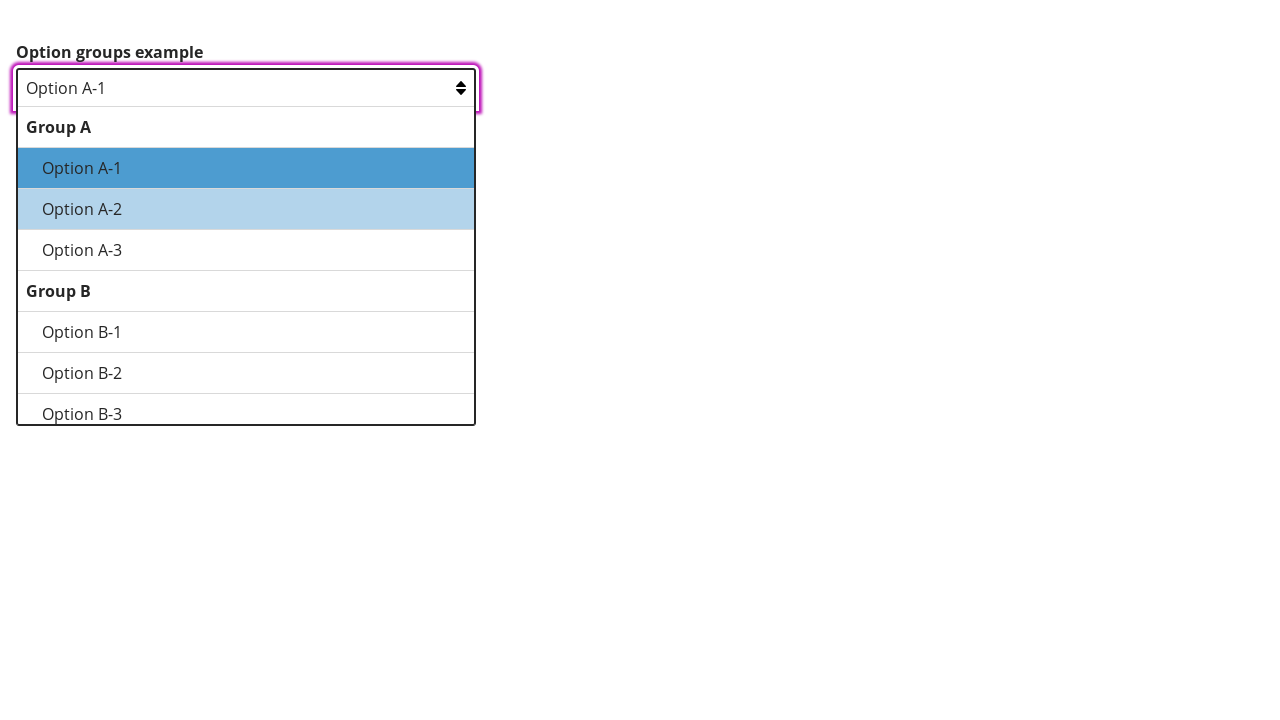 Option groups example
Option A-1
Group A
Option A-1
Option A-2
Option A-3
Group B
Option B-1
Option B-2
Option B-3